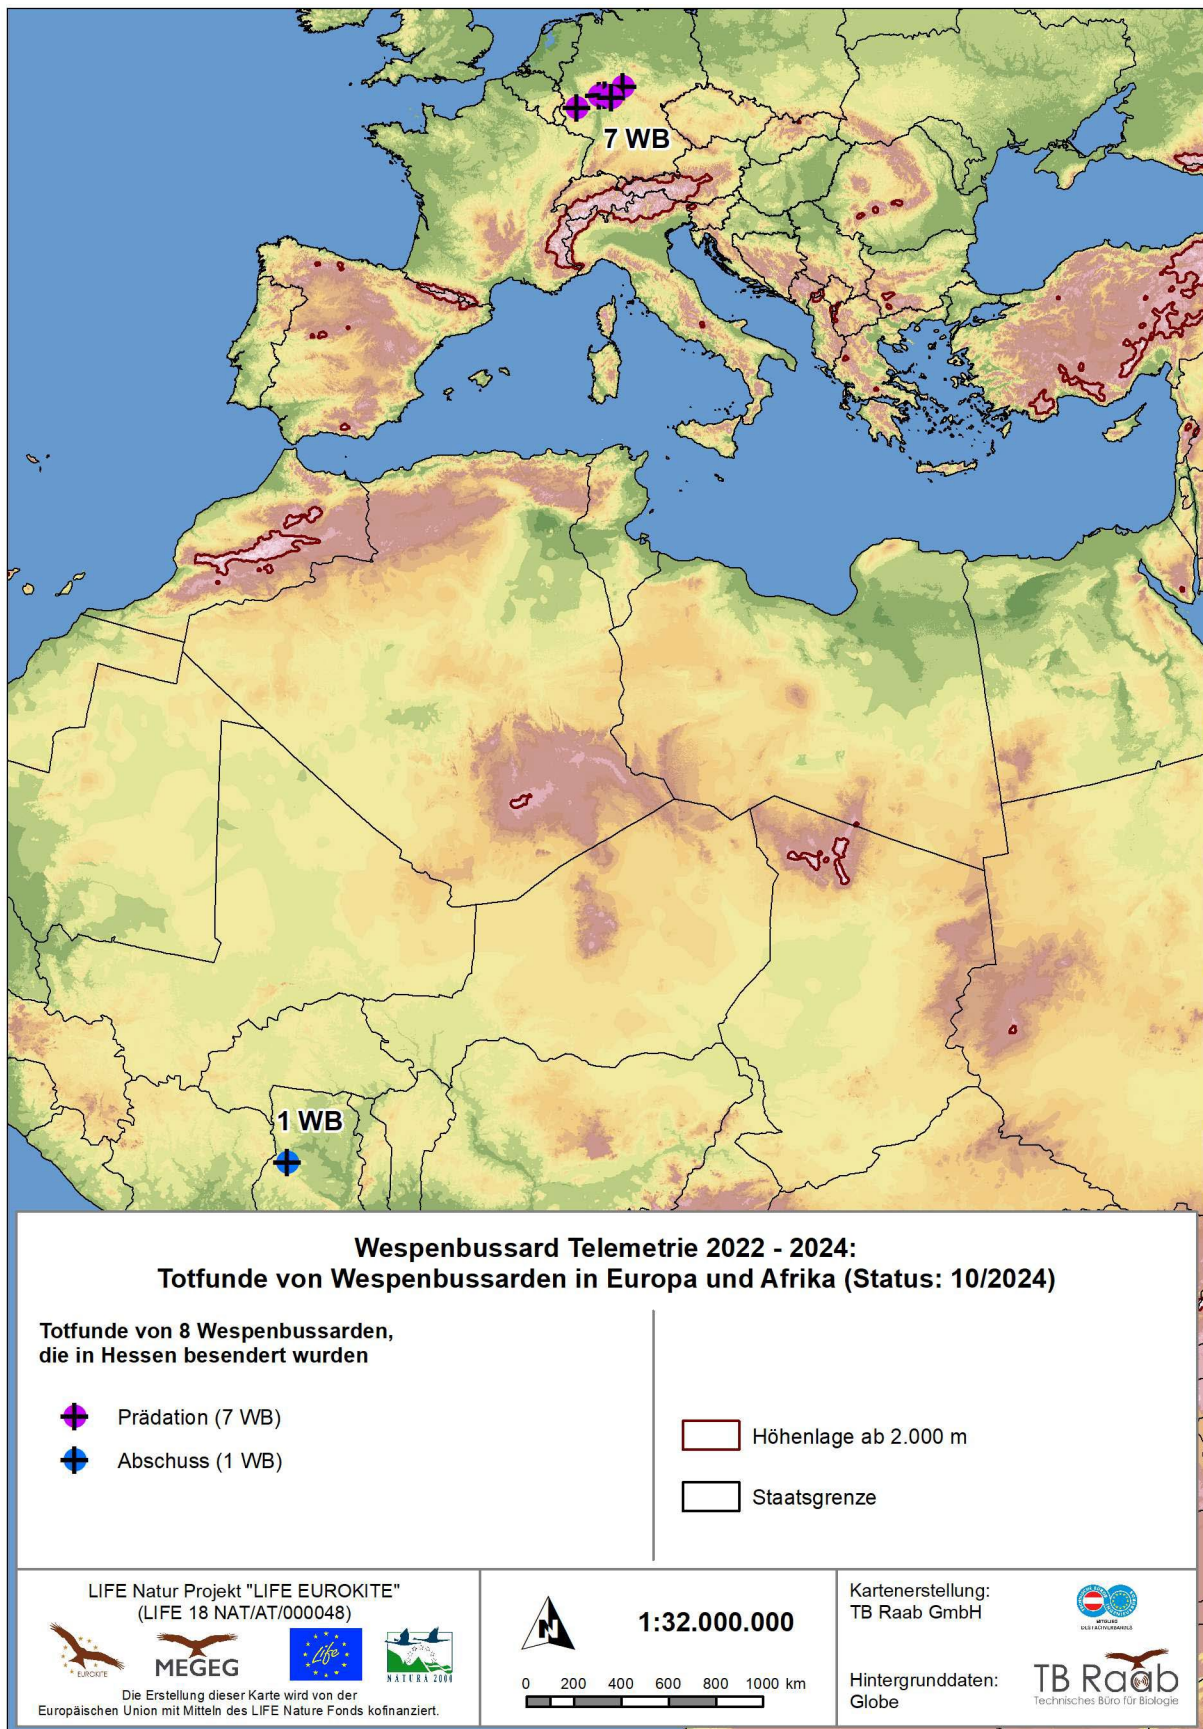 7 WB
1 WB
Wespenbussard Telemetrie 2022 - 2024:
Totfunde von Wespenbussarden in Europa und Afrika (Status: 10/2024)
Totfunde von 8 Wespenbussarden,
die in Hessen besendert wurden
Prädation (7 WB)
Abschuss (1 WB)
Höhenlage ab 2.000 m
Staatsgrenze
LIFE Natur Projekt "LIFE EUROKITE"
(LIFE 18 NAT/AT/000048)
EUROKITE
MEGEG
Life
NATURA 2000
Die Erstellung dieser Karte wird von der
Europäischen Union mit Mitteln des LIFE Nature Fonds kofinanziert.
N
1:32.000.000
0 200 400 600 800 1000 km
Kartenerstellung:
TB Raab GmbH
MITGLIED
DES FACHVERBANDES
Hintergrunddaten:
Globe
TB Raab
Technisches Büro für Biologie